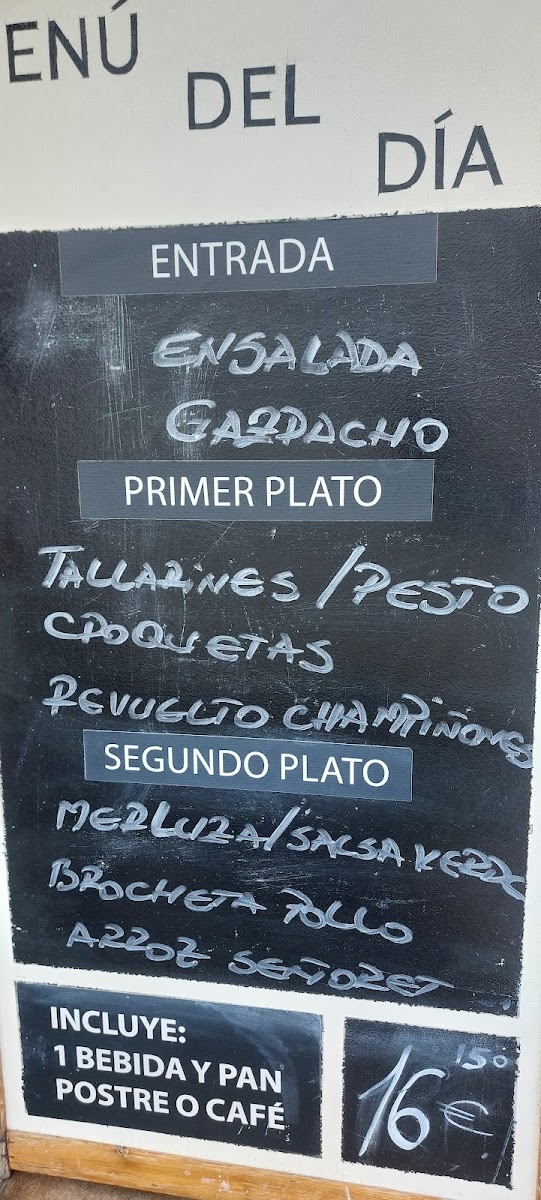 ENÚ
DEL
DÍA
ENTRADA
ENSALADA
GAZPACHO
PRIMER PLATO
TALLARINES / PESTO
CROQUETAS
REVUELTO CHAMPIÑONES
SEGUNDO PLATO
MERLUZA/SALSA VERDE
BROCHETA POLLO
ARROZ SEÑORET
INCLUYE:
1 BEBIDA Y PAN
POSTRE O CAFÉ
16'50 €